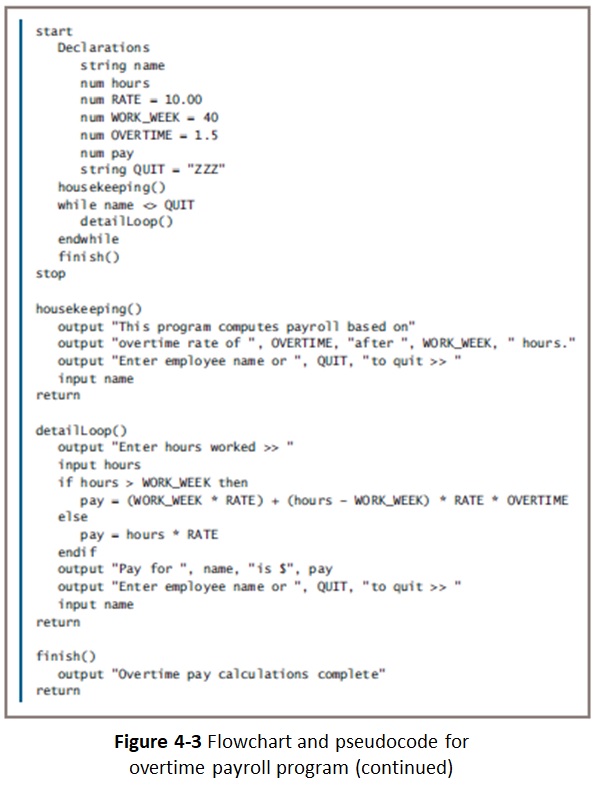 start
Declarations
string name
num hours
num RATE = 10.00
num WORK_WEEK = 40
num OVERTIME = 1.5
num pay
string QUIT = "ZZZ"
housekeeping()
while name <> QUIT
detailLoop()
endwhile
finish()
stop
housekeeping()
output "This program computes payroll based on"
output "overtime rate of ", OVERTIME, "after ", WORK_WEEK, " hours."
output "Enter employee name or ", QUIT, "to quit >> "
input name
return
detailLoop()
output "Enter hours worked >> "
input hours
if hours > WORK_WEEK then
pay = (WORK_WEEK * RATE) + (hours - WORK_WEEK) * RATE * OVERTIME
else
pay = hours * RATE
endif
output "Pay for ", name, "is $", pay
output "Enter employee name or ", QUIT, "to quit >> "
input name
return
finish()
output "Overtime pay calculations complete"
return
Figure 4-3 Flowchart and pseudocode for
overtime payroll program (continued)